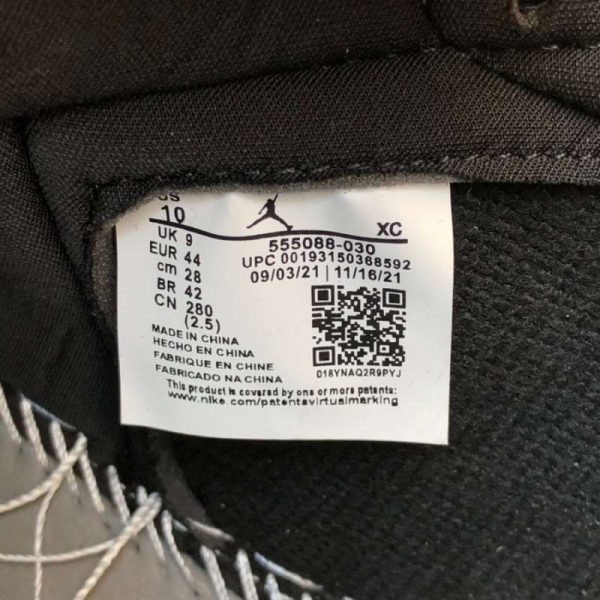 US
10
UK 9
EUR 44
cm 28
BR 42
CN 280
(2.5)
XC
555088-030
UPC 00193150368592
09/03/21 | 11/16/21
018YNAQ2R9PYJ
MADE IN CHINA
HECHO EN CHINA
FABRIQUE EN CHINE
FABRICADO NA CHINA
This product is covered by one or more patents:
www.nike.com/patentsvirtualmarking